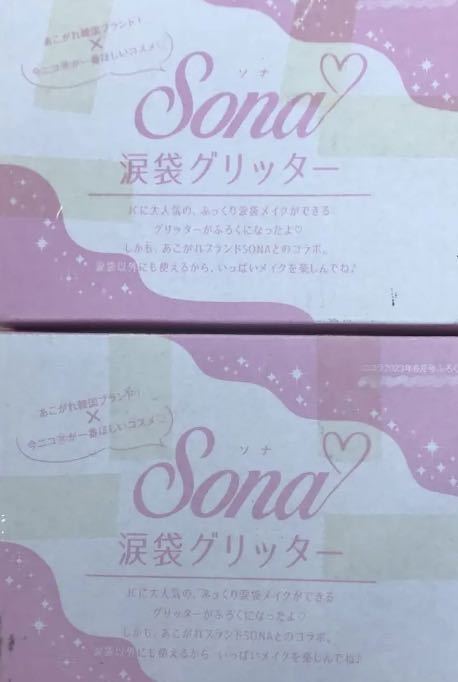 あこがれ韓国ブランド!
×
今ニコ㋲が一番ほしいコスメ♡
ソナ
Sona♡
涙袋グリッター
JCに大人気の、ぷっくり涙袋メイクができる
グリッターがふろくになったよ♡
しかも、あこがれブランドSONAとのコラボ。
涙袋以外にも使えるから、いっぱいメイクを楽しんでね♪
ニコラ2023年6月号ふろく
あこがれ韓国ブランド!
×
今ニコ㋲が一番ほしいコスメ♡
ソナ
Sona♡
涙袋グリッター
JCに大人気の、ぷっくり涙袋メイクができる
グリッターがふろくになったよ♡
しかも、あこがれブランドSONAとのコラボ。
涙袋以外にも使えるから、いっぱいメイクを楽しんでね♪